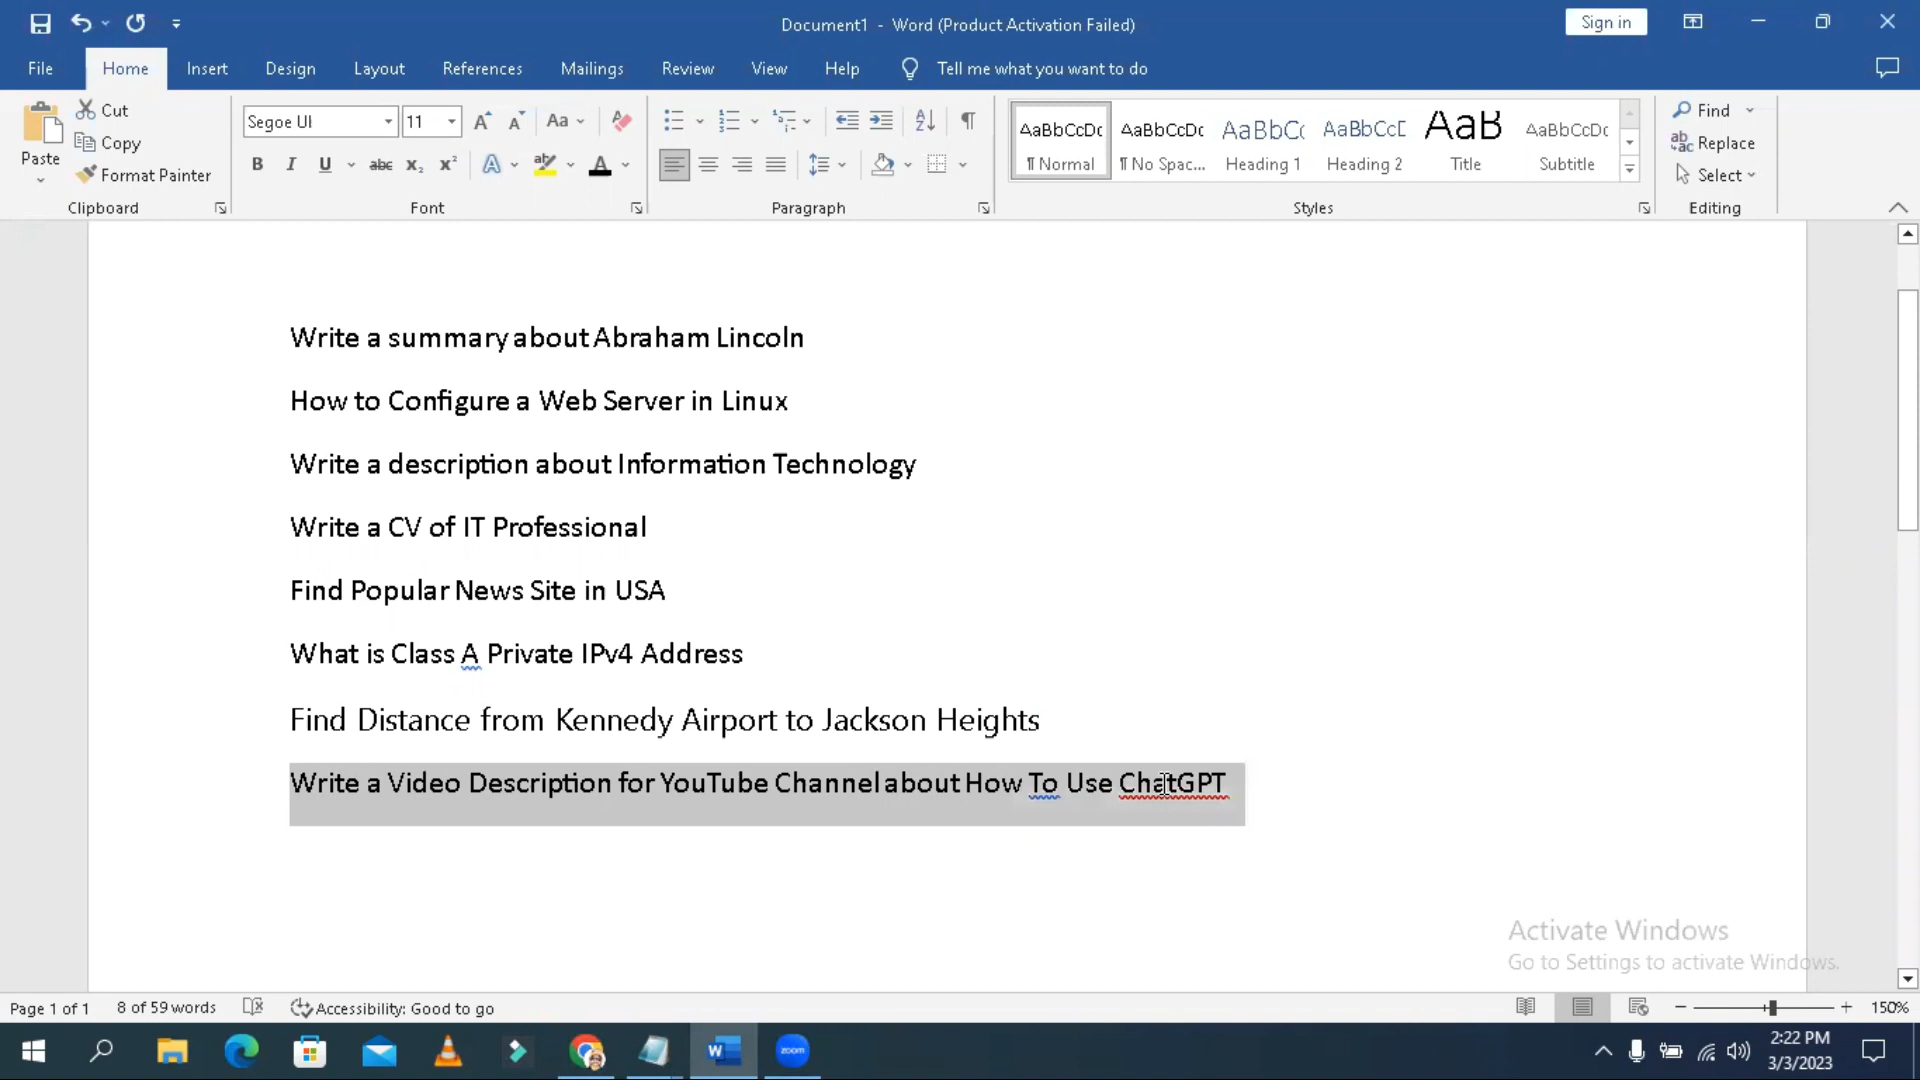 Document1 - Word (Product Activation Failed)
Sign in
File Home Insert Design Layout References Mailings Review View Help Tell me what you want to do
Paste
Cut
Copy
Format Painter
Clipboard
Segoe UI 11
Aa
B I U abc x₂ x² A A
Font
Paragraph
AaBbCcDc AaBbCcDc AaBbC AaBbCcE AaB AaBbCcDc
¶ Normal ¶ No Spac... Heading 1 Heading 2 Title Subtitle
Styles
Find
Replace
Select
Editing
Write a summary about Abraham Lincoln
How to Configure a Web Server in Linux
Write a description about Information Technology
Write a CV of IT Professional
Find Popular News Site in USA
What is Class A Private IPv4 Address
Find Distance from Kennedy Airport to Jackson Heights
Write a Video Description for YouTube Channel about How To Use ChatGPT
Activate Windows
Go to Settings to activate Windows.
Page 1 of 1 8 of 59 words Accessibility: Good to go 150%
W zoom
2:22 PM
3/3/2023